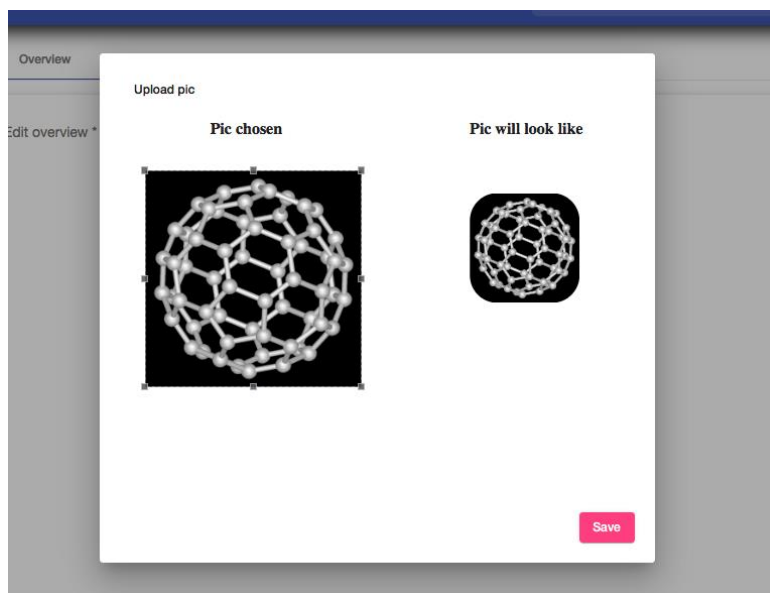 Overview
Upload pic
Pic chosen
Pic will look like
Edit overview *
Save